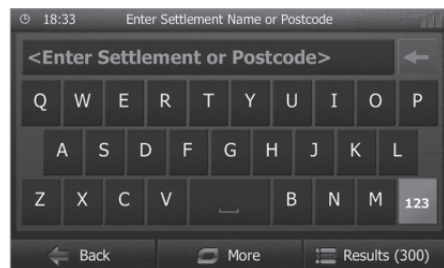 18:33 Enter Settlement Name or Postcode
<Enter Settlement or Postcode>
Q W E R T Y U I O P
A S D F G H J K L
Z X C V B N M 123
Back More Results (300)